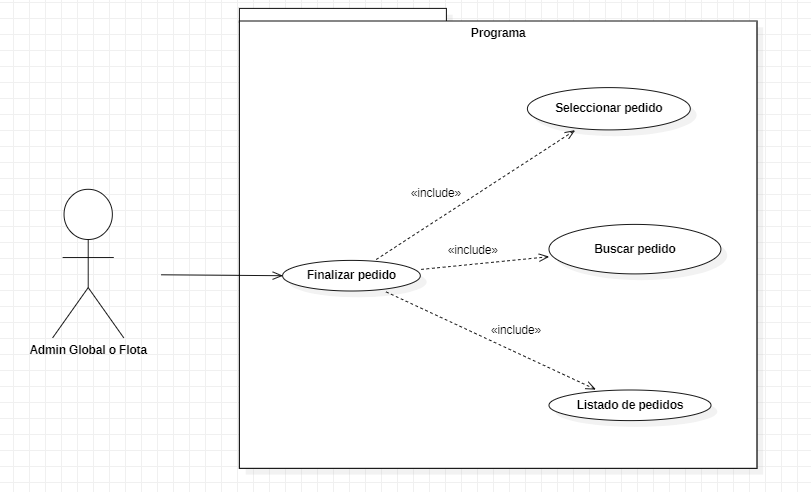 Programa
Seleccionar pedido
«include»
«include»
Buscar pedido
Finalizar pedido
«include»
Admin Global o Flota
Listado de pedidos